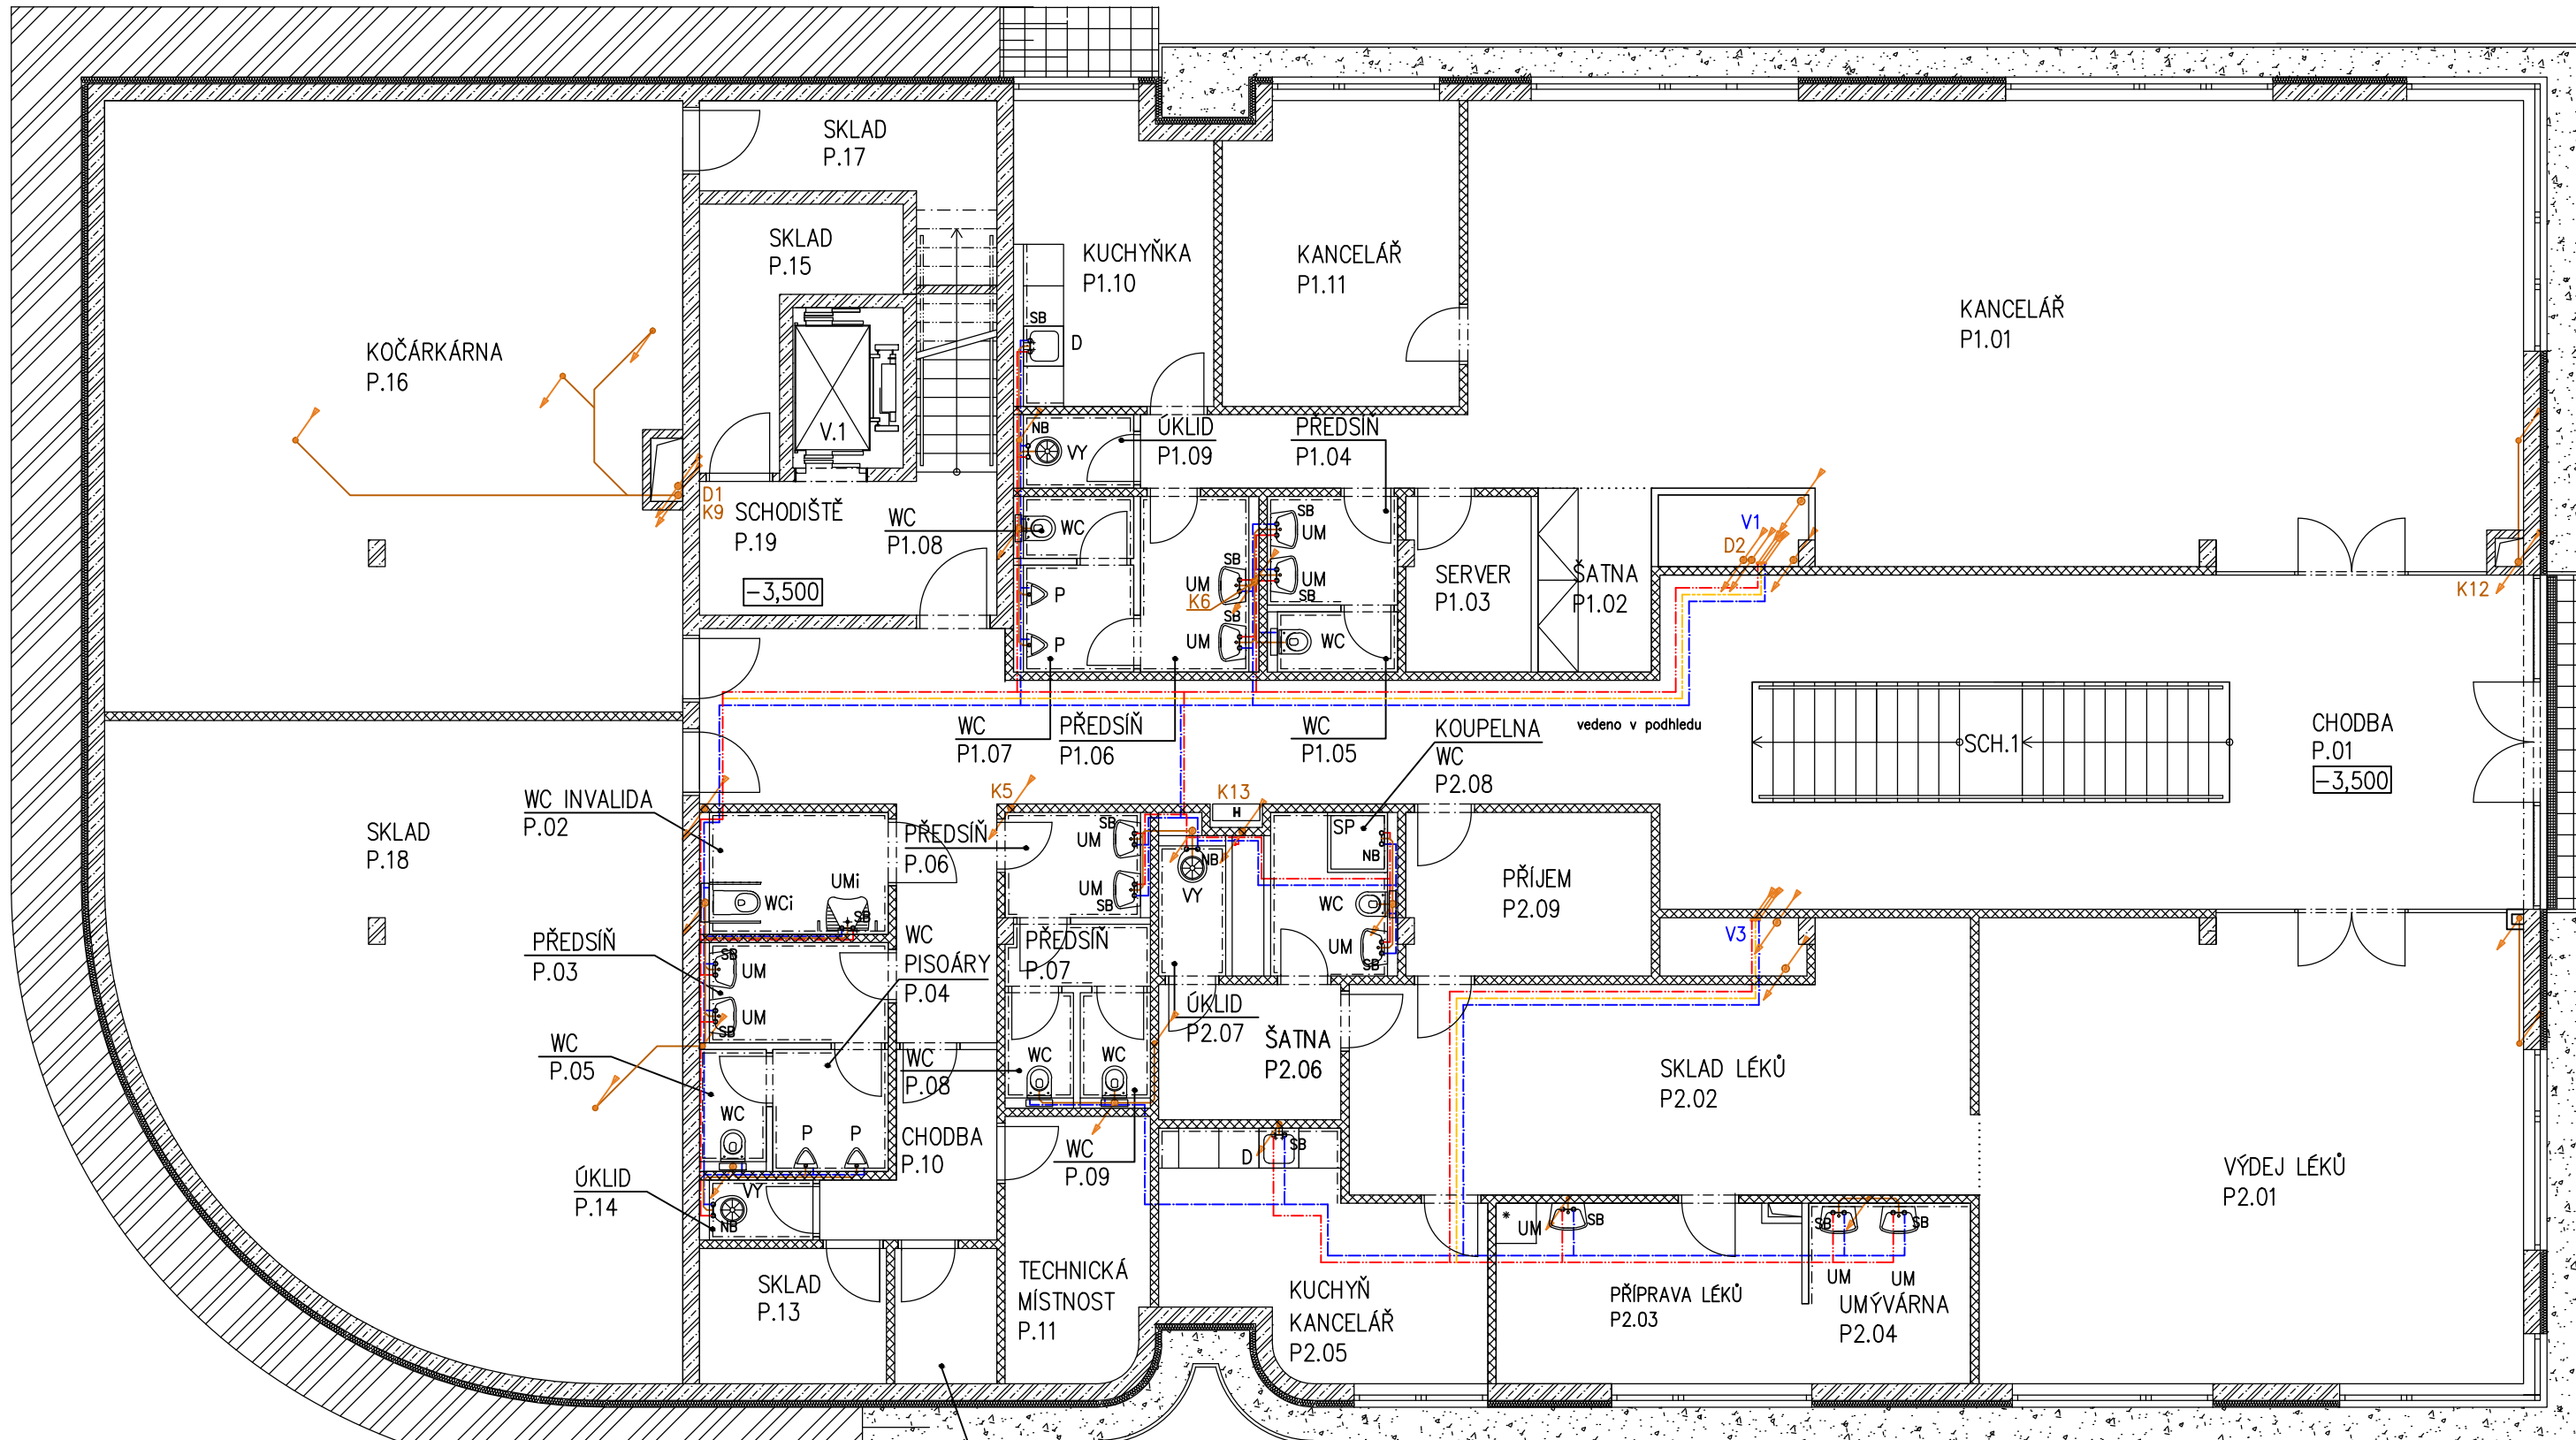 SKLAD
P.17
SKLAD
P.15
KUCHYŇKA
P1.10
KANCELÁŘ
P1.11
KANCELÁŘ
P1.01
KOČÁRKÁRNA
P.16
SB
D
V.1
NB
VY
ÚKLID
P1.09
PŘEDSÍŇ
P1.04
D1
K9
SCHODIŠTĚ
P.19
-3,500
WC
P1.08
WC
P
P
SB
UM
K6
SB
UM
SB
UM
UM
SB
WC
SERVER
P1.03
ŠATNA
P1.02
V1
D2
K12
WC
P1.07
PŘEDSÍŇ
P1.06
WC
P1.05
KOUPELNA
WC
P2.08
vedeno v podhledu
SCH.1
CHODBA
P.01
-3,500
WC INVALIDA
P.02
SKLAD
P.18
K5
K13
H
PŘEDSÍŇ
P.06
SB
UM
UM
SB
NB
VY
SP
NB
WC
UM
SB
PŘÍJEM
P2.09
UMi
WCi
SB
V3
PŘEDSÍŇ
P.03
SB
UM
UM
SB
WC
PISOÁRY
P.04
PŘEDSÍŇ
P.07
ÚKLID
P2.07
ŠATNA
P2.06
SKLAD LÉKŮ
P2.02
WC
P.05
WC
P.08
WC
WC
WC
P
P
CHODBA
P.10
WC
P.09
D
SB
VÝDEJ LÉKŮ
P2.01
ÚKLID
P.14
VY
NB
* UM
SB
SB
SB
UM
UM
SKLAD
P.13
TECHNICKÁ
MÍSTNOST
P.11
KUCHYŇ
KANCELÁŘ
P2.05
PŘÍPRAVA LÉKŮ
P2.03
UMÝVÁRNA
P2.04